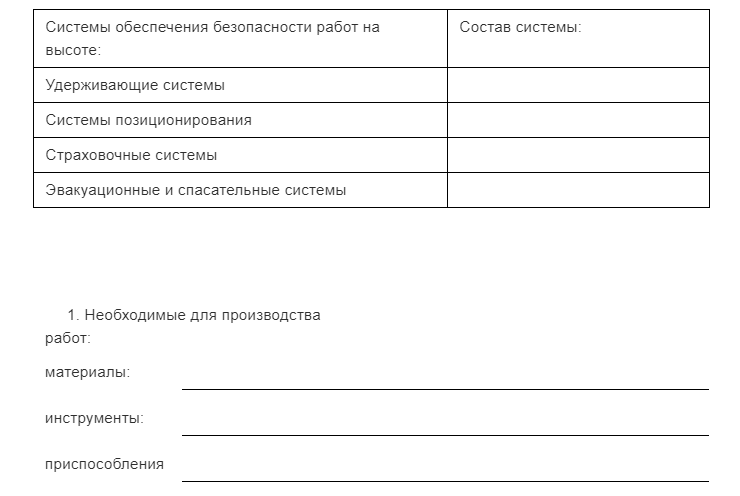 Системы обеспечения безопасности работ на
высоте:
Состав системы:
Удерживающие системы
Системы позиционирования
Страховочные системы
Эвакуационные и спасательные системы
1. Необходимые для производства
работ:
материалы:
инструменты:
приспособления